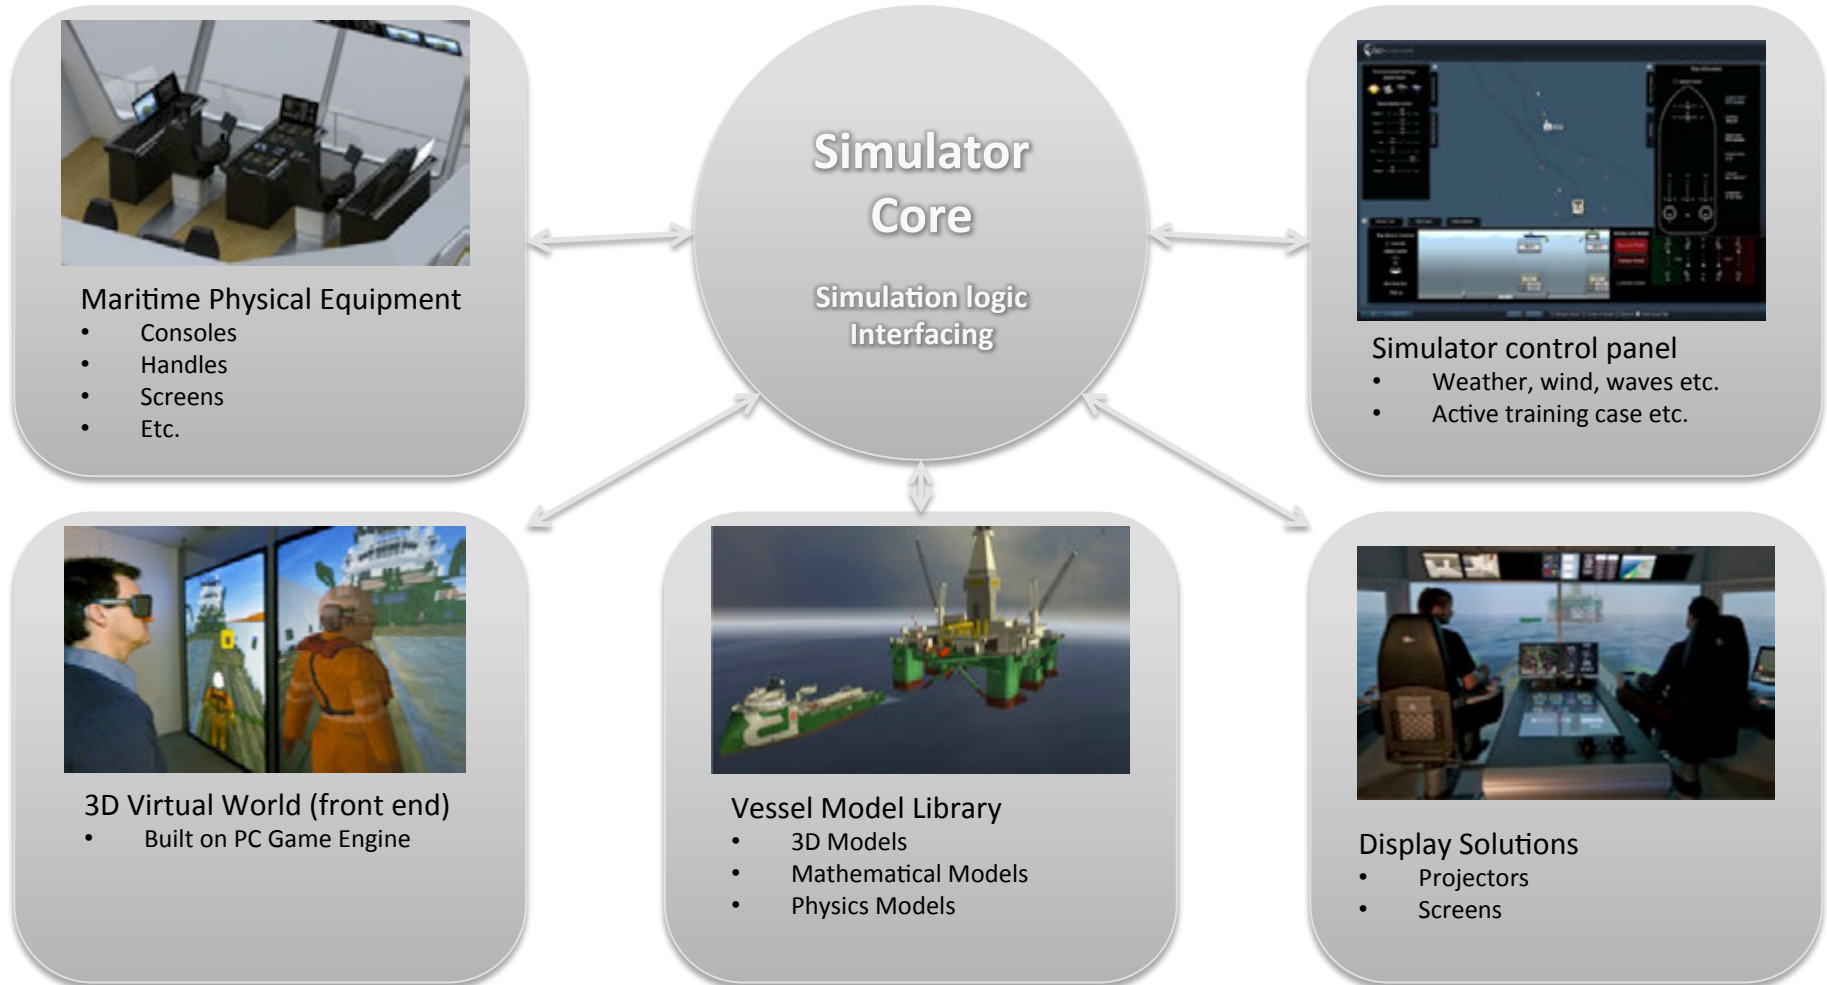 Simulator
Core
Simulation logic
Interfacing
Maritime Physical Equipment
• Consoles
• Handles
• Screens
• Etc.
Simulator control panel
• Weather, wind, waves etc.
• Active training case etc.
3D Virtual World (front end)
• Built on PC Game Engine
Vessel Model Library
• 3D Models
• Mathematical Models
• Physics Models
Display Solutions
• Projectors
• Screens